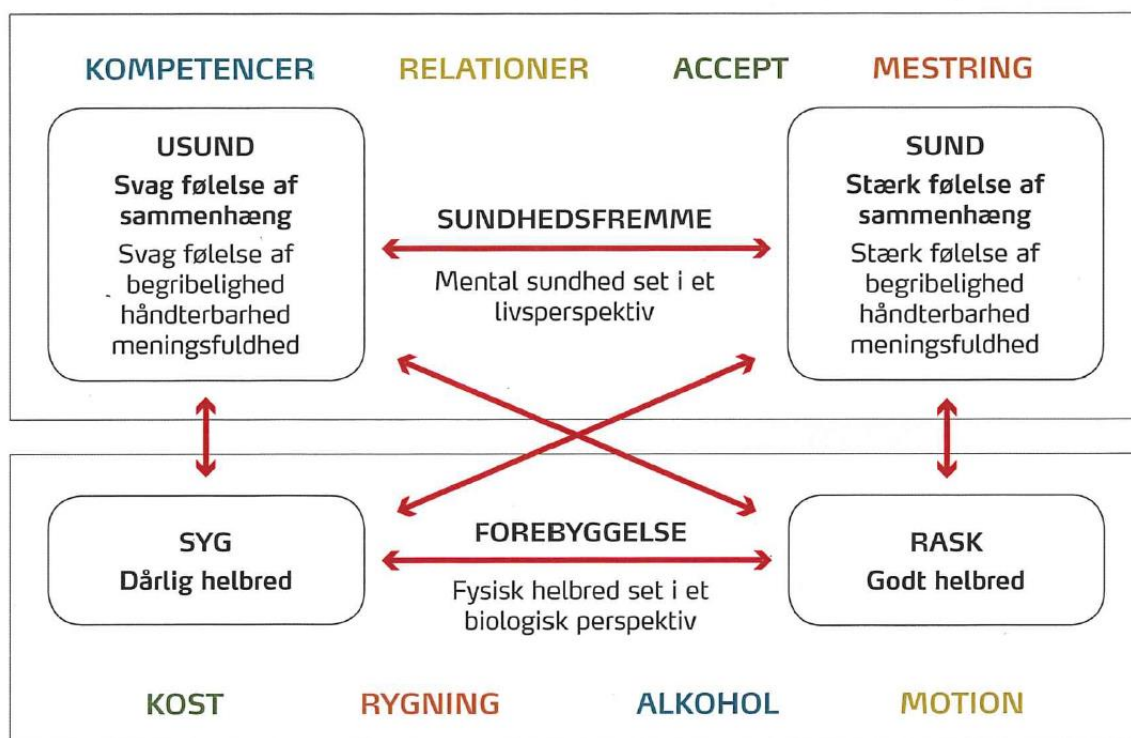 KOMPETENCER RELATIONER ACCEPT MESTRING
USUND
Svag følelse af
sammenhæng
Svag følelse af
begribelighed
håndterbarhed
meningsfuldhed
SUNDHEDSFREMME
Mental sundhed set i et
livsperspektiv
SUND
Stærk følelse af
sammenhæng
Stærk følelse af
begribelighed
håndterbarhed
meningsfuldhed
SYG
Dårlig helbred
FOREBYGGELSE
Fysisk helbred set i et
biologisk perspektiv
RASK
Godt helbred
KOST RYGNING ALKOHOL MOTION